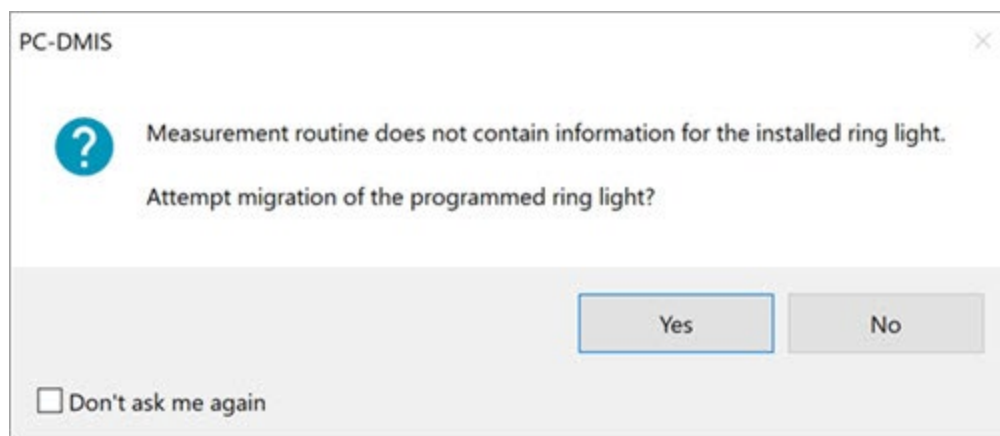 PC-DMIS
Measurement routine does not contain information for the installed ring light.
Attempt migration of the programmed ring light?
Yes
No
Don't ask me again